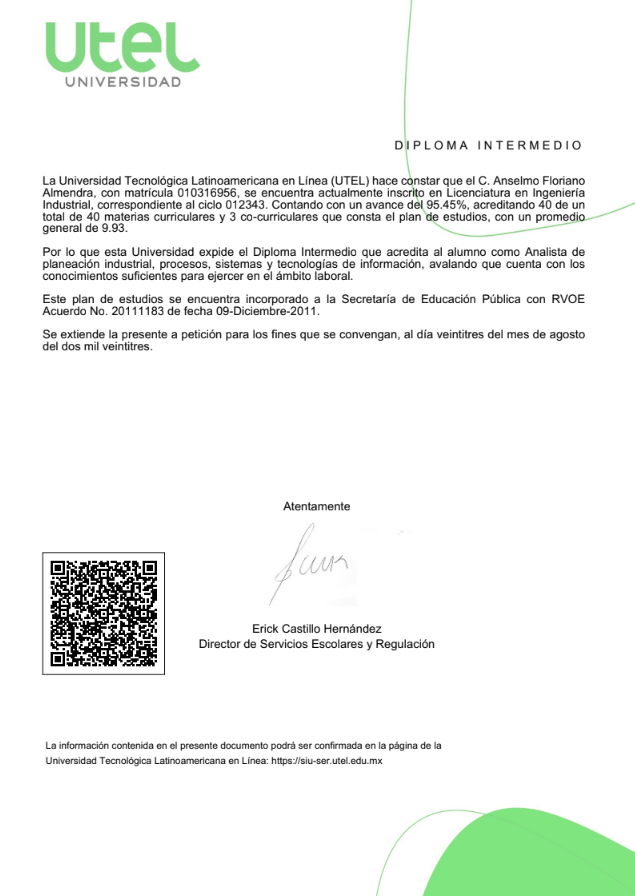 Utel
UNIVERSIDAD
DIPLOMA INTERMEDIO
La Universidad Tecnológica Latinoamericana en Línea (UTEL) hace constar que el C. Anselmo Floriano
Almendra, con matrícula 010316956, se encuentra actualmente inscrito en Licenciatura en Ingeniería
Industrial, correspondiente al ciclo 012343. Contando con un avance del 95.45%, acreditando 40 de un
total de 40 materias curriculares y 3 co-curriculares que consta el plan de estudios, con un promedio
general de 9.93.
Por lo que esta Universidad expide el Diploma Intermedio que acredita al alumno como Analista de
planeación industrial, procesos, sistemas y tecnologías de información, avalando que cuenta con los
conocimientos suficientes para ejercer en el ámbito laboral.
Este plan de estudios se encuentra incorporado a la Secretaría de Educación Pública con RVOE
Acuerdo No. 20111183 de fecha 09-Diciembre-2011.
Se extiende la presente a petición para los fines que se convengan, al día veintitres del mes de agosto
del dos mil veintitres.
Atentamente
Erick Castillo Hernández
Director de Servicios Escolares y Regulación
La información contenida en el presente documento podrá ser confirmada en la página de la
Universidad Tecnológica Latinoamericana en Línea: https://siu-ser.utel.edu.mx